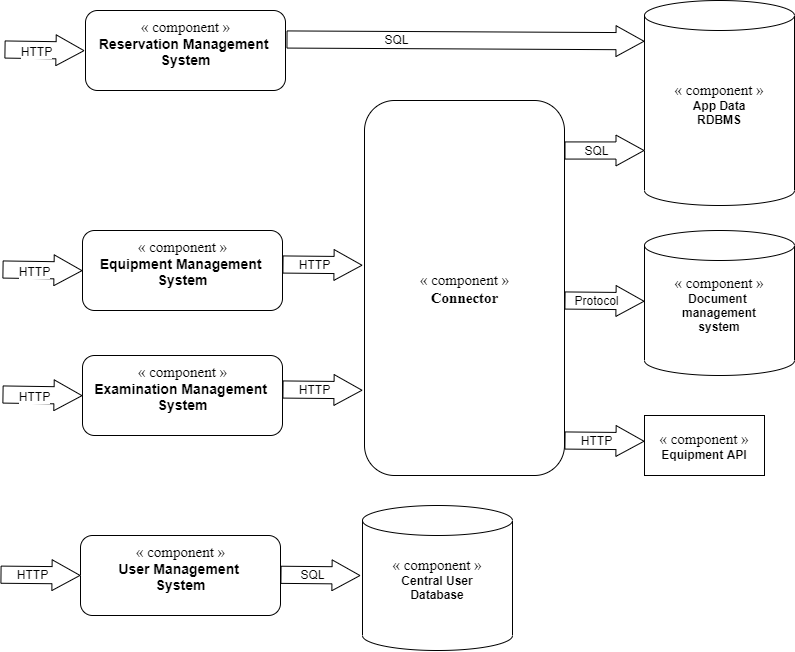 « component »
Reservation Management
System
HTTP
SQL
« component »
App Data
RDBMS
SQL
« component »
Equipment Management
System
HTTP
HTTP
« component »
Connector
Protocol
« component »
Document
management
system
« component »
Examination Management
System
HTTP
HTTP
HTTP
« component »
Equipment API
« component »
User Management
System
HTTP
SQL
« component »
Central User
Database